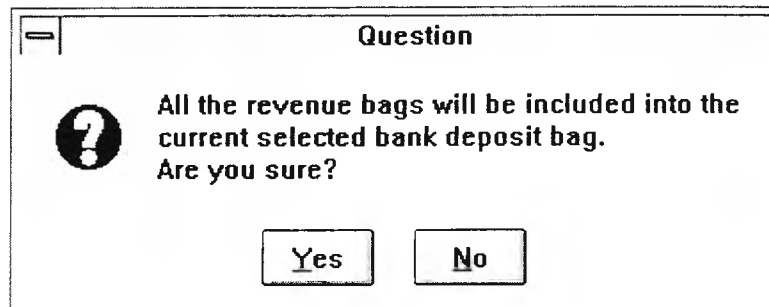 Question
All the revenue bags will be included into the
current selected bank deposit bag.
Are you sure?
Yes
No